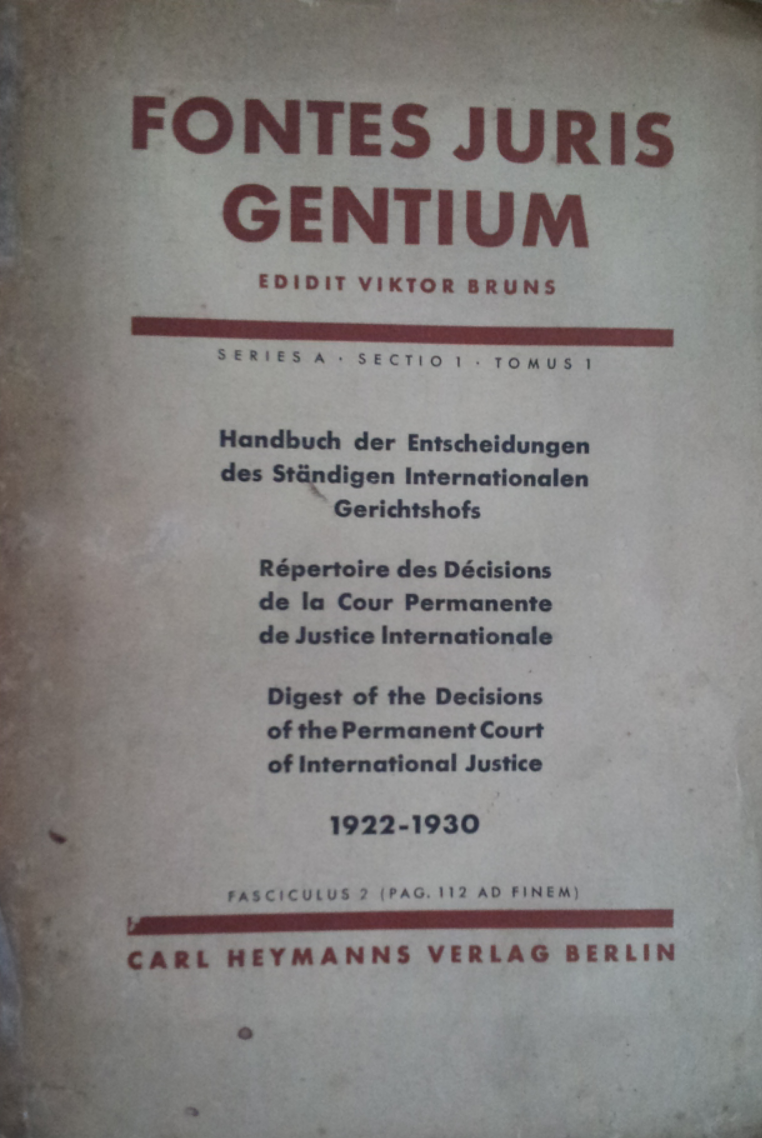 FONTES JURIS
GENTIUM
EDIDIT VIKTOR BRUNS
SERIES A · SECTIO 1 · TOMUS 1
Handbuch der Entscheidungen
des Ständigen Internationalen
Gerichtshofs
Répertoire des Décisions
de la Cour Permanente
de Justice Internationale
Digest of the Decisions
of the Permanent Court
of International Justice
1922-1930
FASCICULUS 2 (PAG. 112 AD FINEM)
CARL HEYMANNS VERLAG BERLIN